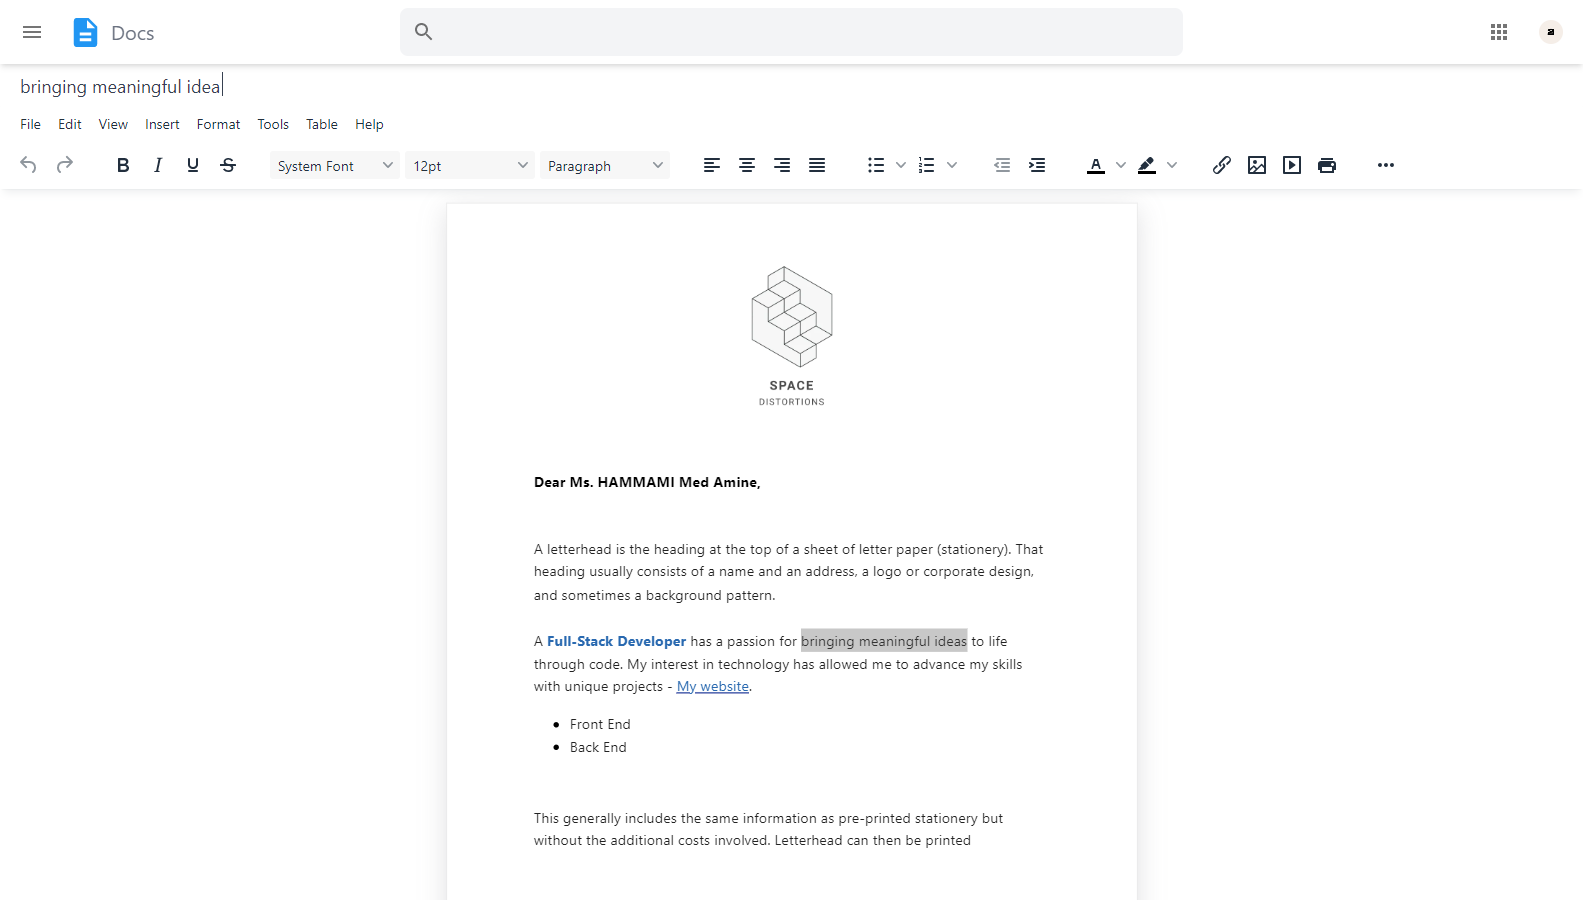 Docs
bringing meaningful idea
File Edit View Insert Format Tools Table Help
B I U S System Font 12pt Paragraph A
SPACE
DISTORTIONS
Dear Ms. HAMMAMI Med Amine,
A letterhead is the heading at the top of a sheet of letter paper (stationery). That
heading usually consists of a name and an address, a logo or corporate design,
and sometimes a background pattern.
A Full-Stack Developer has a passion for bringing meaningful ideas to life
through code. My interest in technology has allowed me to advance my skills
with unique projects - My website.
• Front End
• Back End
This generally includes the same information as pre-printed stationery but
without the additional costs involved. Letterhead can then be printed